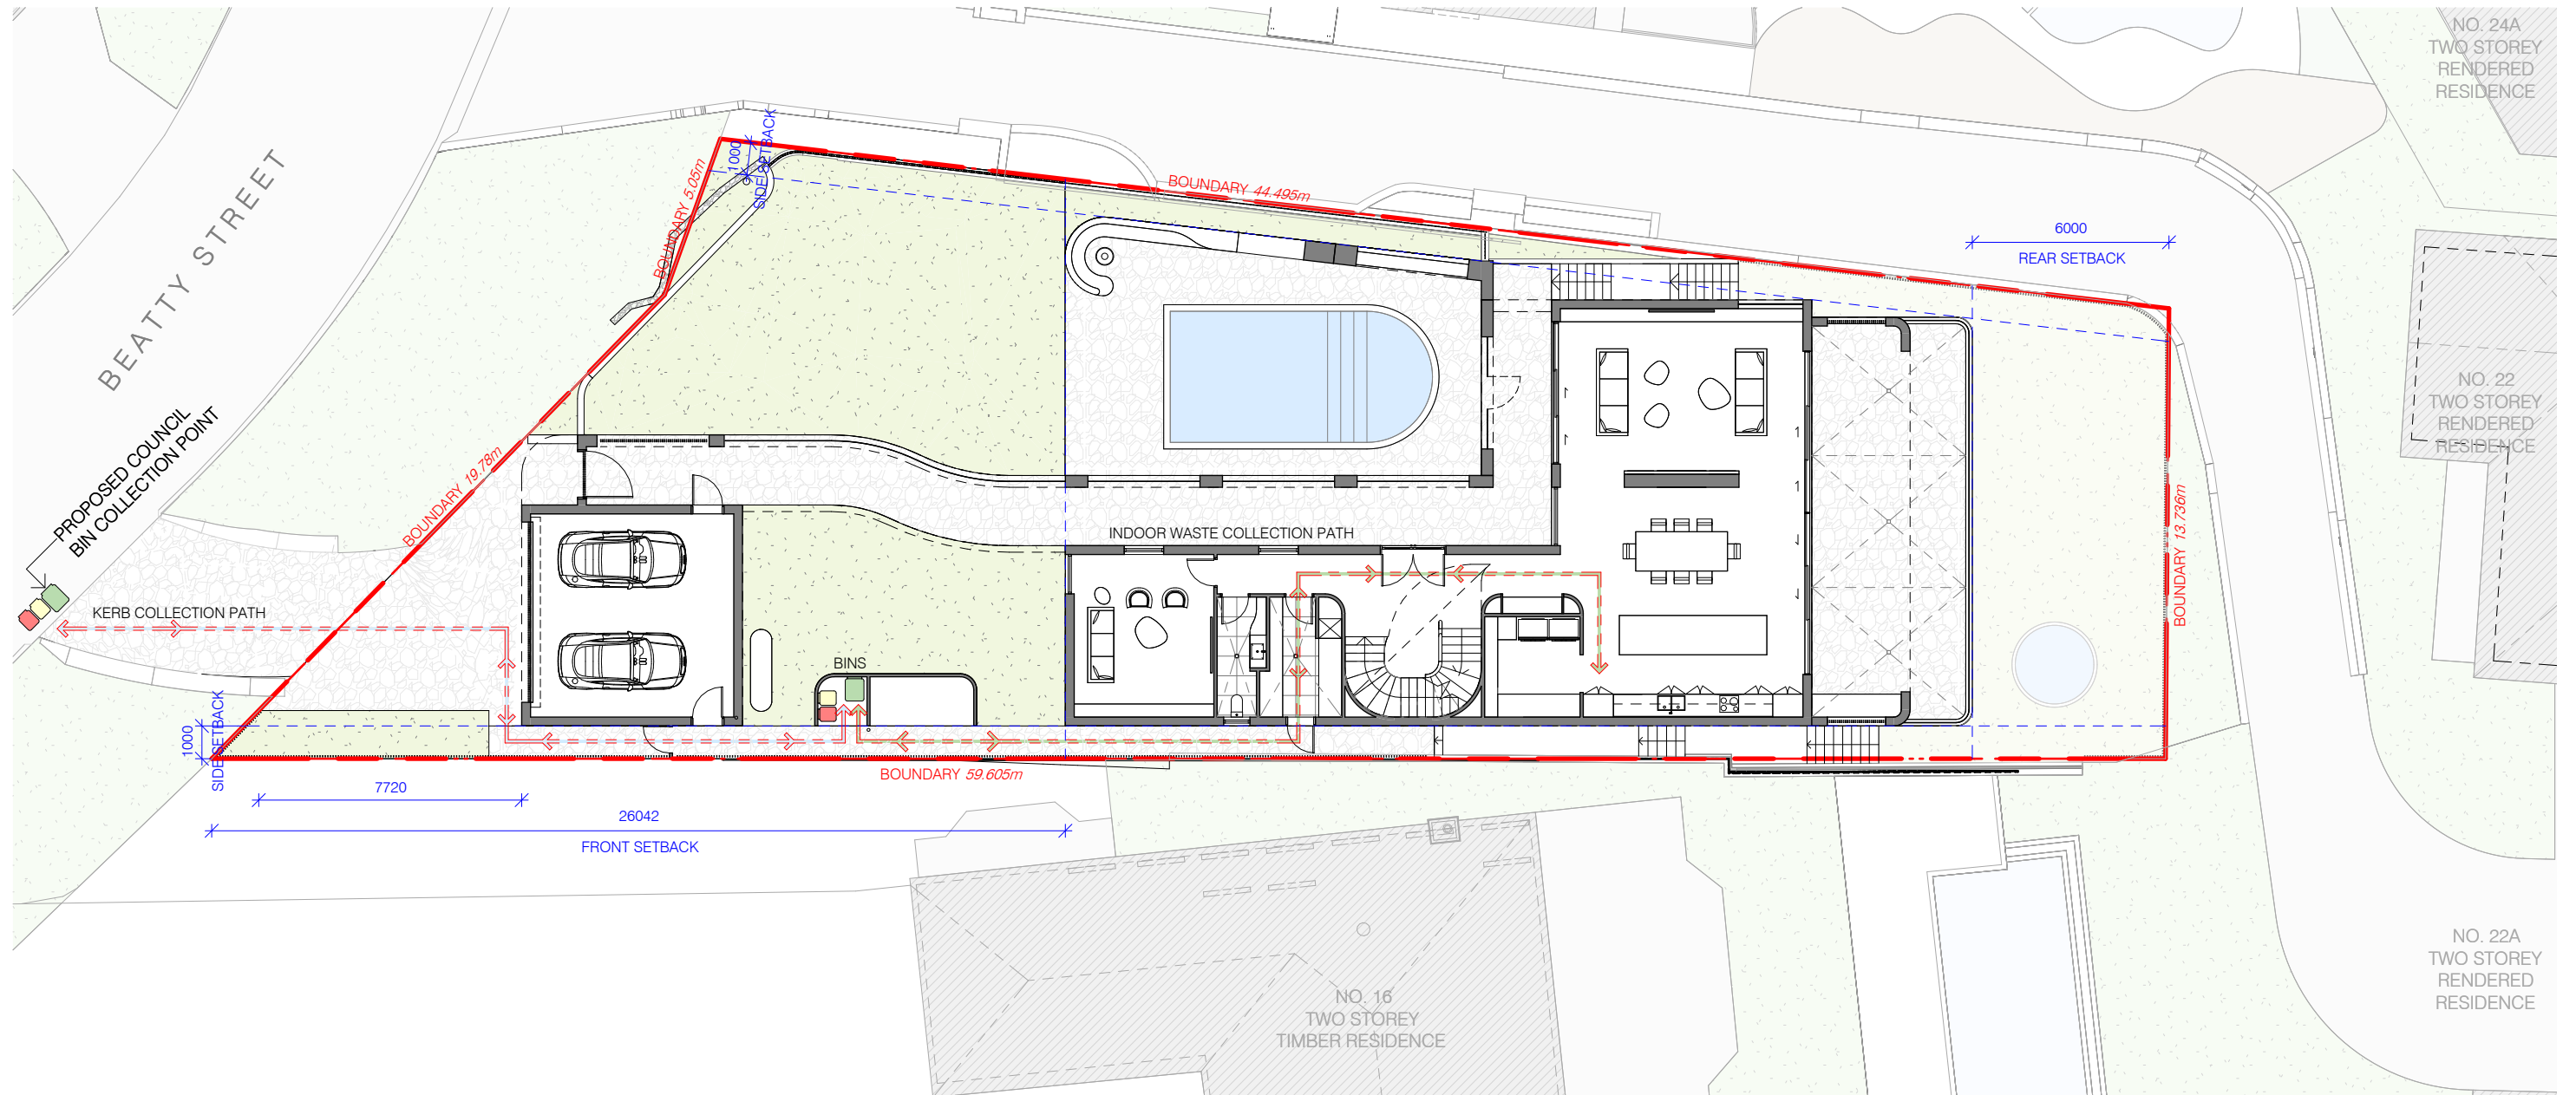 NO. 24A
TWO STOREY
RENDERED
RESIDENCE
BEATTY STREET
1000
SIDE SETBACK
BOUNDARY 5.05m
BOUNDARY 44.495m
6000
REAR SETBACK
NO. 22
TWO STOREY
RENDERED
RESIDENCE
PROPOSED COUNCIL
BIN COLLECTION POINT
BOUNDARY 19.78m
INDOOR WASTE COLLECTION PATH
BOUNDARY 13.736m
KERB COLLECTION PATH
BINS
1000
SIDE SETBACK
BOUNDARY 59.605m
7720
26042
FRONT SETBACK
NO. 16
TWO STOREY
TIMBER RESIDENCE
NO. 22A
TWO STOREY
RENDERED
RESIDENCE